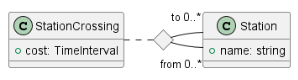 to 0..*
C StationCrossing
C Station
cost: TimeInterval
name: string
from 0..*